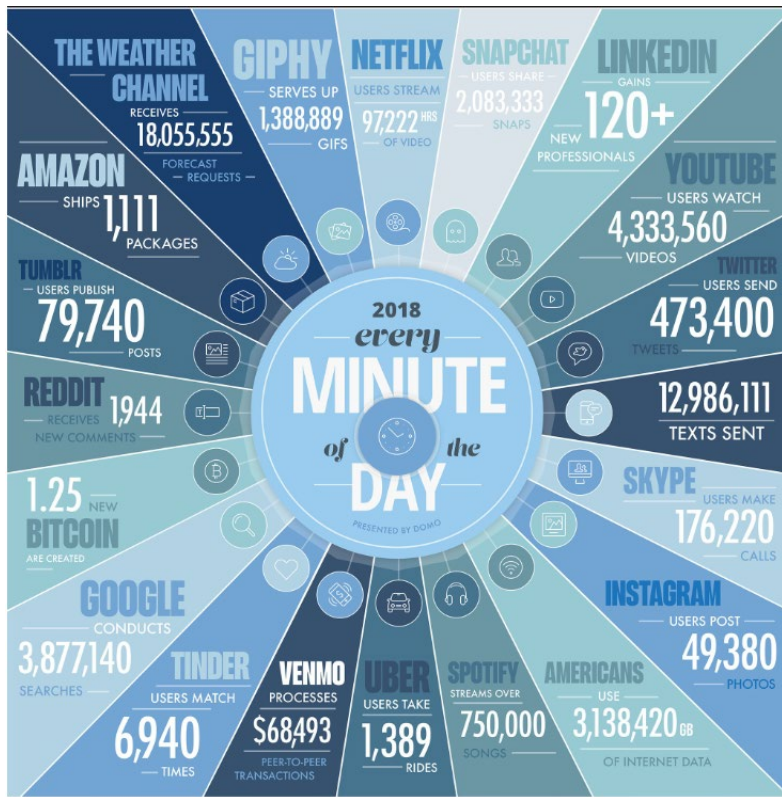 2018
every
MINUTE
of the
DAY
PRESENTED BY DOMO
NETFLIX
USERS STREAM
97,222 HRS
OF VIDEO
SNAPCHAT
USERS SHARE
2,083,333
SNAPS
LINKEDIN
GAINS
120+
NEW
PROFESSIONALS
YOUTUBE
USERS WATCH
4,333,560
VIDEOS
TWITTER
USERS SEND
473,400
TWEETS
12,986,111
TEXTS SENT
SKYPE
USERS MAKE
176,220
CALLS
INSTAGRAM
USERS POST
49,380
PHOTOS
AMERICANS
USE
3,138,420 GB
OF INTERNET DATA
SPOTIFY
STREAMS OVER
750,000
SONGS
UBER
USERS TAKE
1,389
RIDES
VENMO
PROCESSES
$68,493
PEER-TO-PEER
TRANSACTIONS
TINDER
USERS MATCH
6,940
TIMES
GOOGLE
CONDUCTS
3,877,140
SEARCHES
1.25 NEW
BITCOIN
ARE CREATED
REDDIT
RECEIVES 1,944
NEW COMMENTS
TUMBLR
USERS PUBLISH
79,740
POSTS
AMAZON
SHIPS 1,111
PACKAGES
THE WEATHER
CHANNEL
RECEIVES
18,055,555
FORECAST
REQUESTS
GIPHY
SERVES UP
1,388,889
GIFS